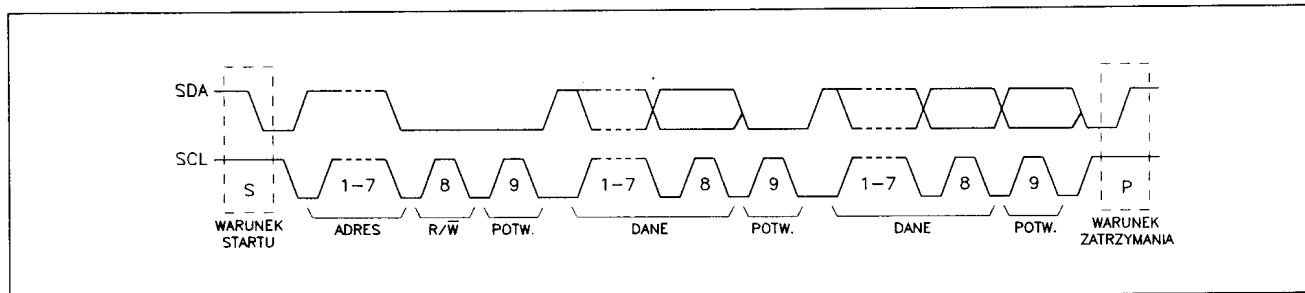 SDA
SCL
S 1-7 8 9 1-7 8 9 1-7 8 9 P
WARUNEK STARTU
ADRES R/W̅ POTW. DANE POTW. DANE POTW.
WARUNEK ZATRZYMANIA